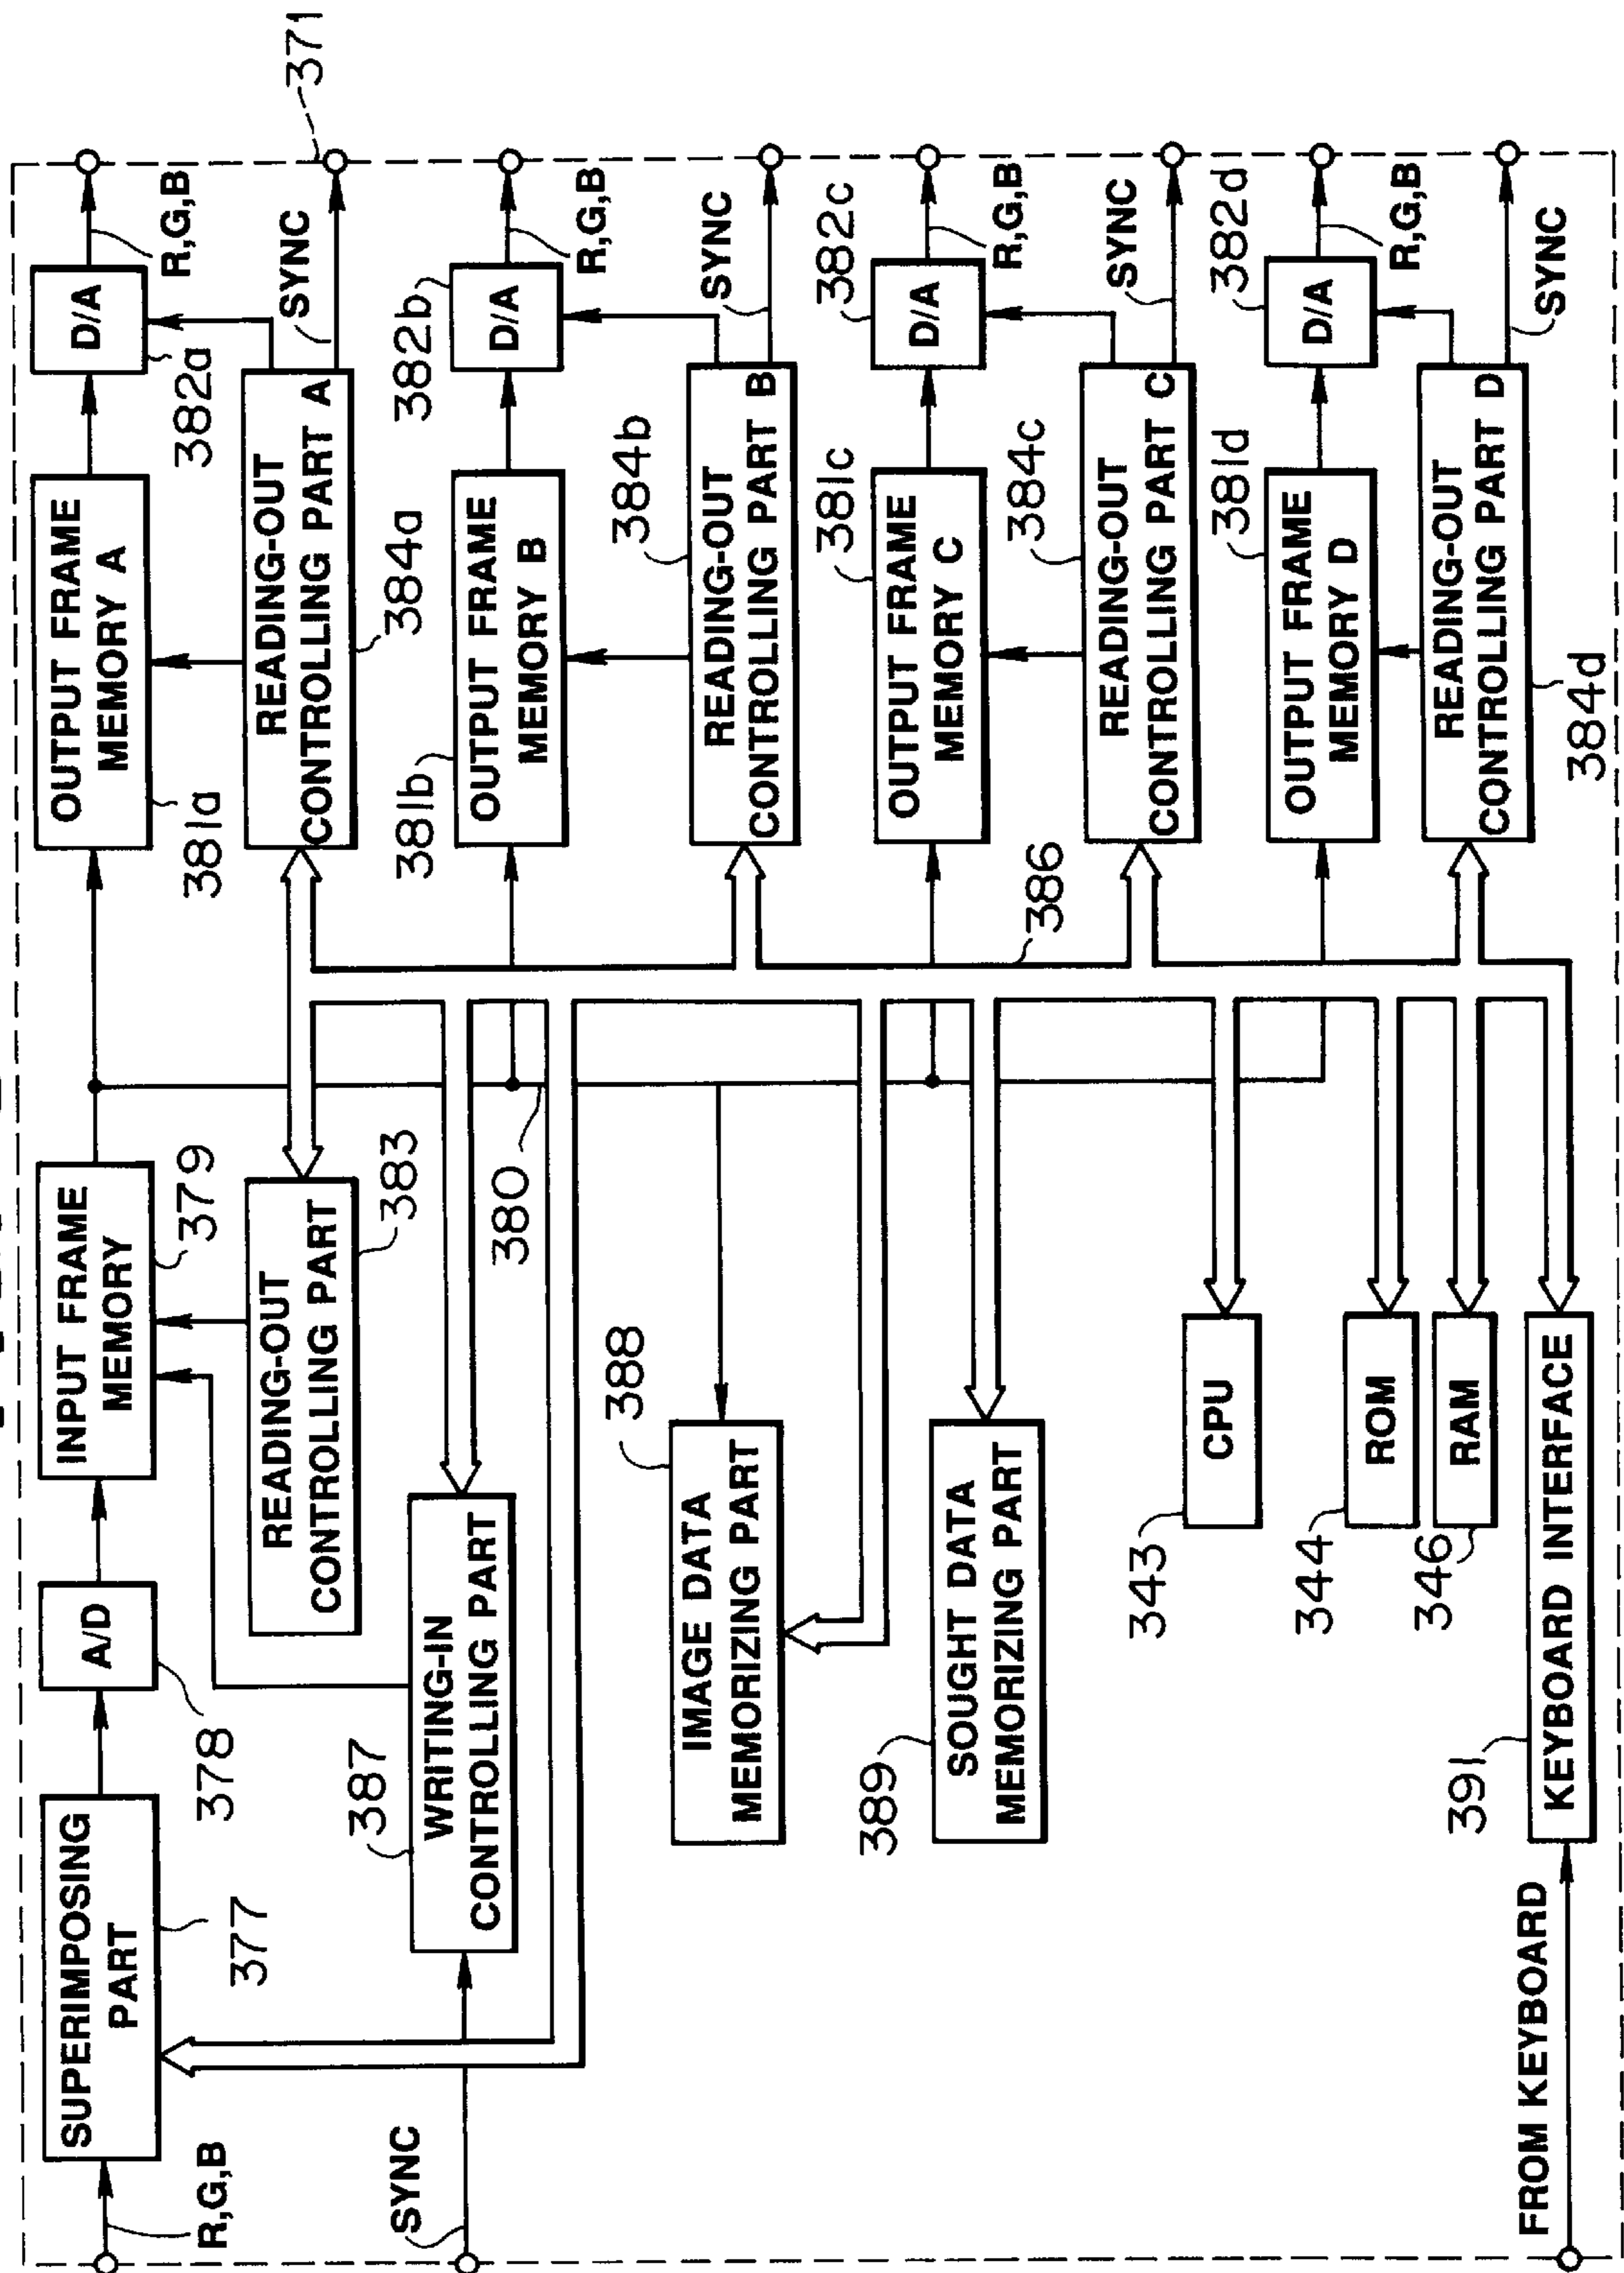 371
R,G,B
SUPERIMPOSING
PART
377
A/D
378
INPUT FRAME
MEMORY
379
OUTPUT FRAME
MEMORY A
381a
D/A
382a
R,G,B
READING-OUT
CONTROLLING PART
383
READING-OUT
CONTROLLING PART A
384a
SYNC
SYNC
WRITING-IN
CONTROLLING PART
387
380
OUTPUT FRAME
MEMORY B
381b
D/A
382b
R,G,B
READING-OUT
CONTROLLING PART B
384b
SYNC
IMAGE DATA
MEMORIZING PART
388
OUTPUT FRAME
MEMORY C
381c
D/A
382c
R,G,B
SOUGHT DATA
MEMORIZING PART
389
386
READING-OUT
CONTROLLING PART C
384c
SYNC
CPU
343
OUTPUT FRAME
MEMORY D
381d
D/A
382d
R,G,B
ROM
344
RAM
346
READING-OUT
CONTROLLING PART D
384d
SYNC
FROM KEYBOARD
KEYBOARD INTERFACE
391